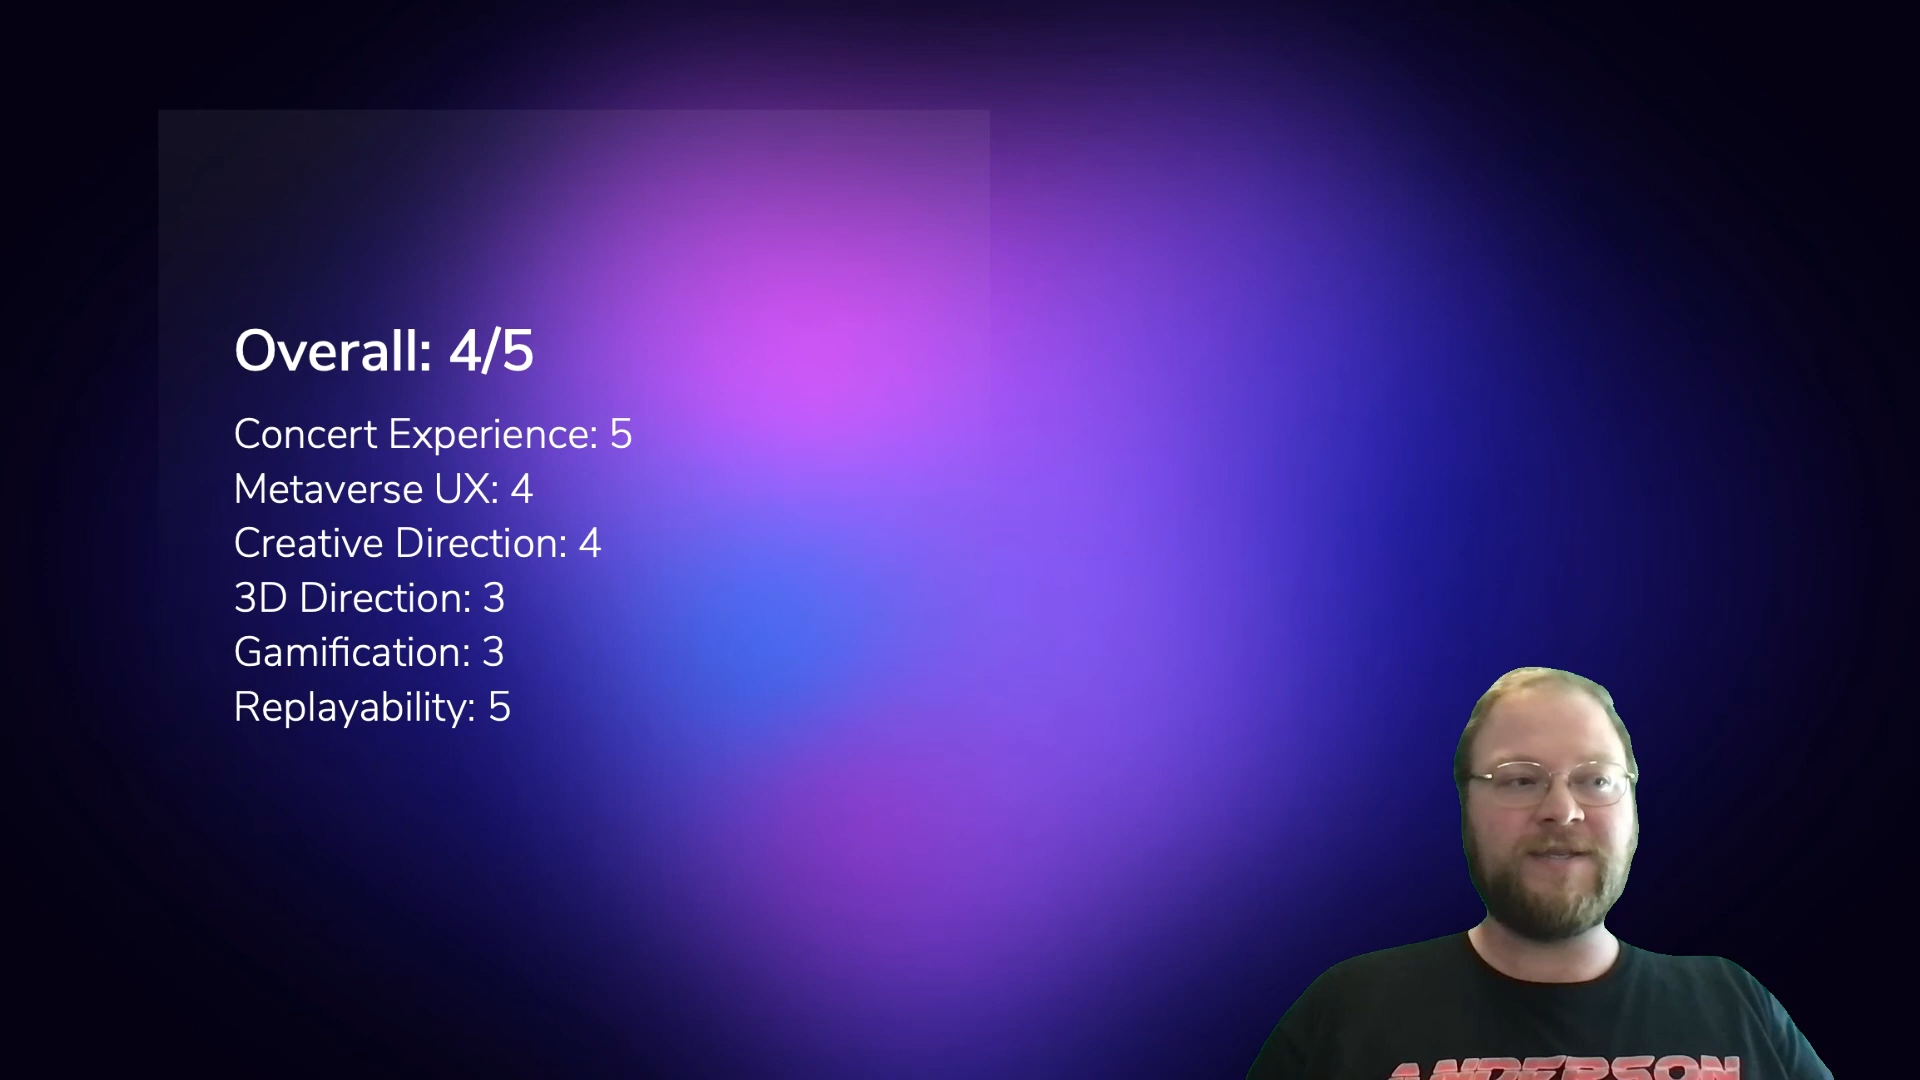 Overall: 4/5
Concert Experience: 5
Metaverse UX: 4
Creative Direction: 4
3D Direction: 3
Gamification: 3
Replayability: 5
ANDERSON